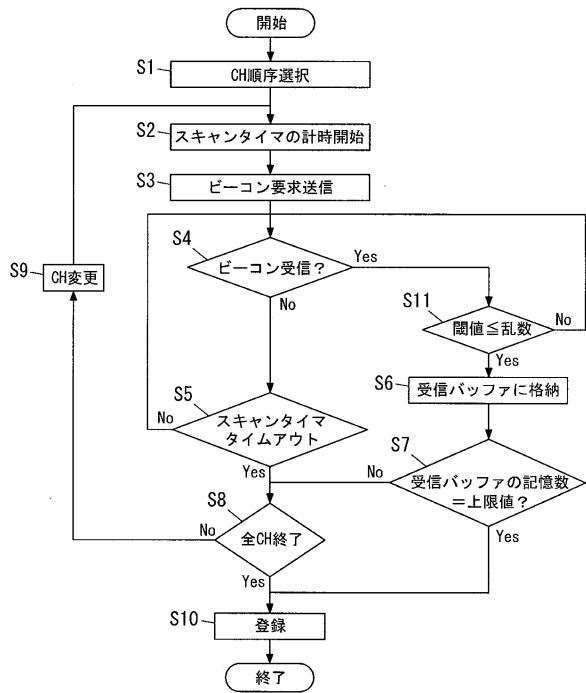 開始
S1
CH順序選択
S2
スキャンタイマの計時開始
S3
ビーコン要求送信
S4
ビーコン受信？
Yes
No
S9
CH変更
S11
閾値≦乱数
No
Yes
S6
受信バッファに格納
S5
スキャンタイマ
タイムアウト
No
Yes
S7
受信バッファの記憶数
＝上限値？
No
Yes
S8
全CH終了
No
Yes
S10
登録
終了